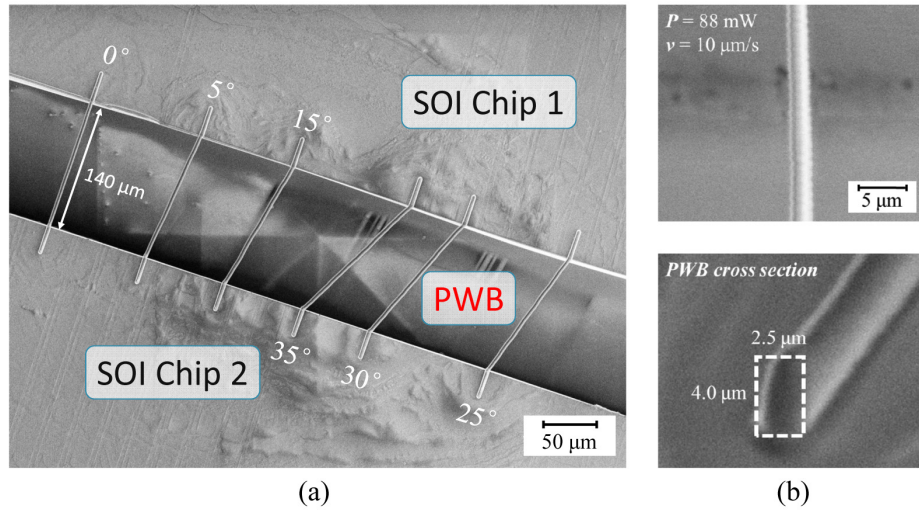 0°
5°
15°
SOI Chip 1
140 μm
PWB
SOI Chip 2
35°
30°
25°
50 μm
(a)
P = 88 mW
v = 10 μm/s
5 μm
PWB cross section
2.5 μm
4.0 μm
(b)